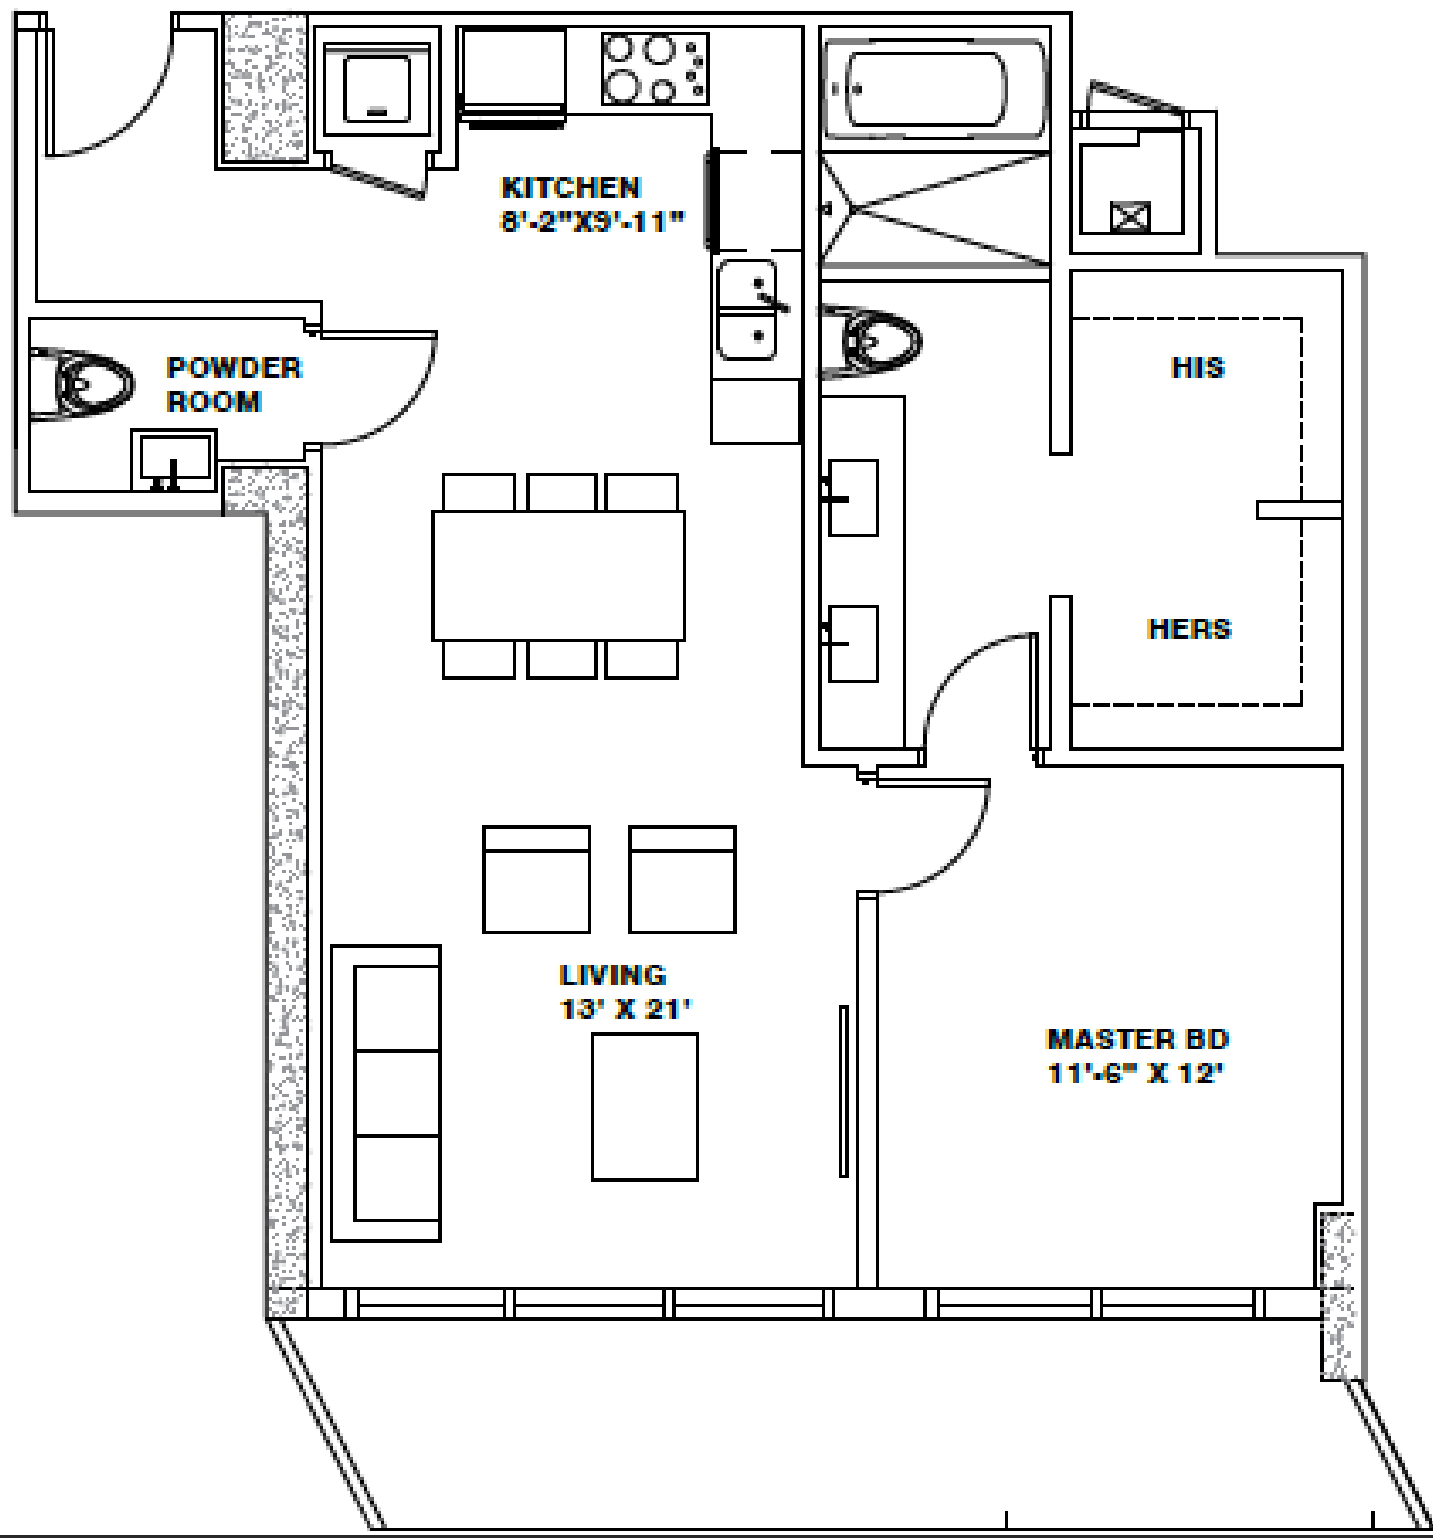 KITCHEN
8'-2"X9'-11"
POWDER
ROOM
HIS
HERS
LIVING
13' X 21'
MASTER BD
11'-6" X 12'